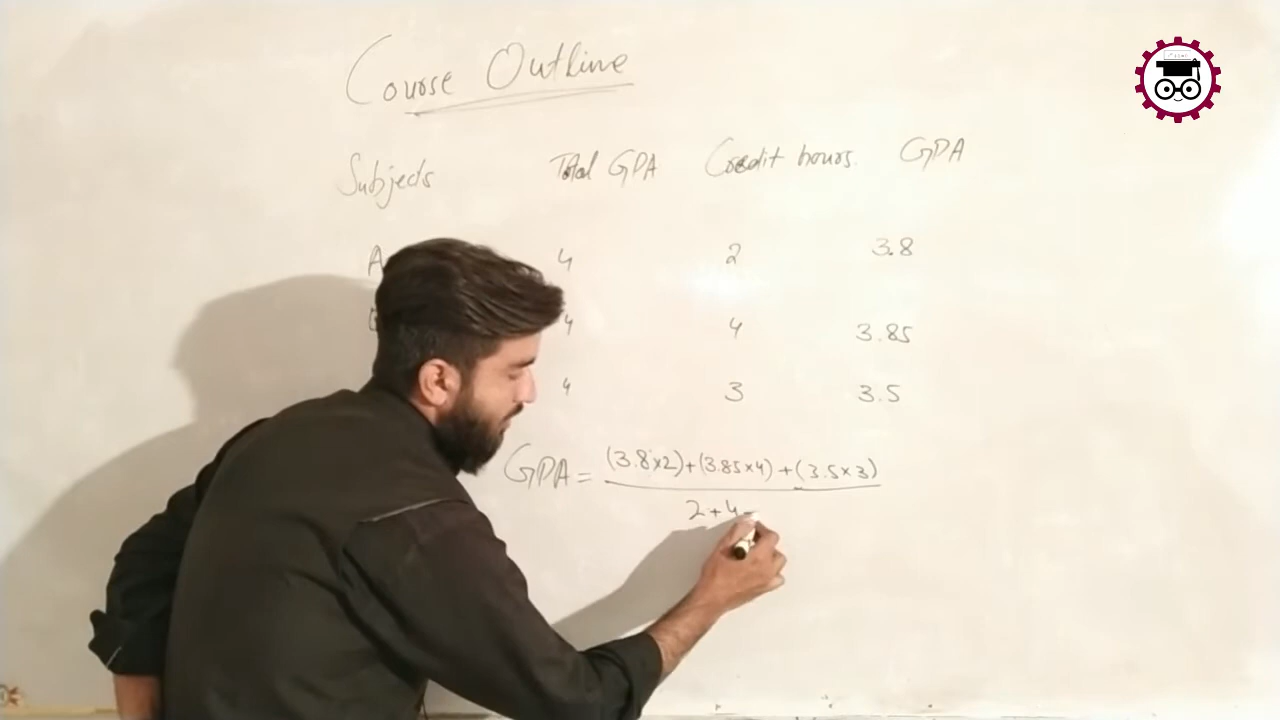 Course Outline
Subjects Total GPA Credit hours. GPA
A 4 2 3.8
4 4 3.85
4 3 3.5
GPA = (3.8×2)+(3.85×4)+(3.5×3)
2+4